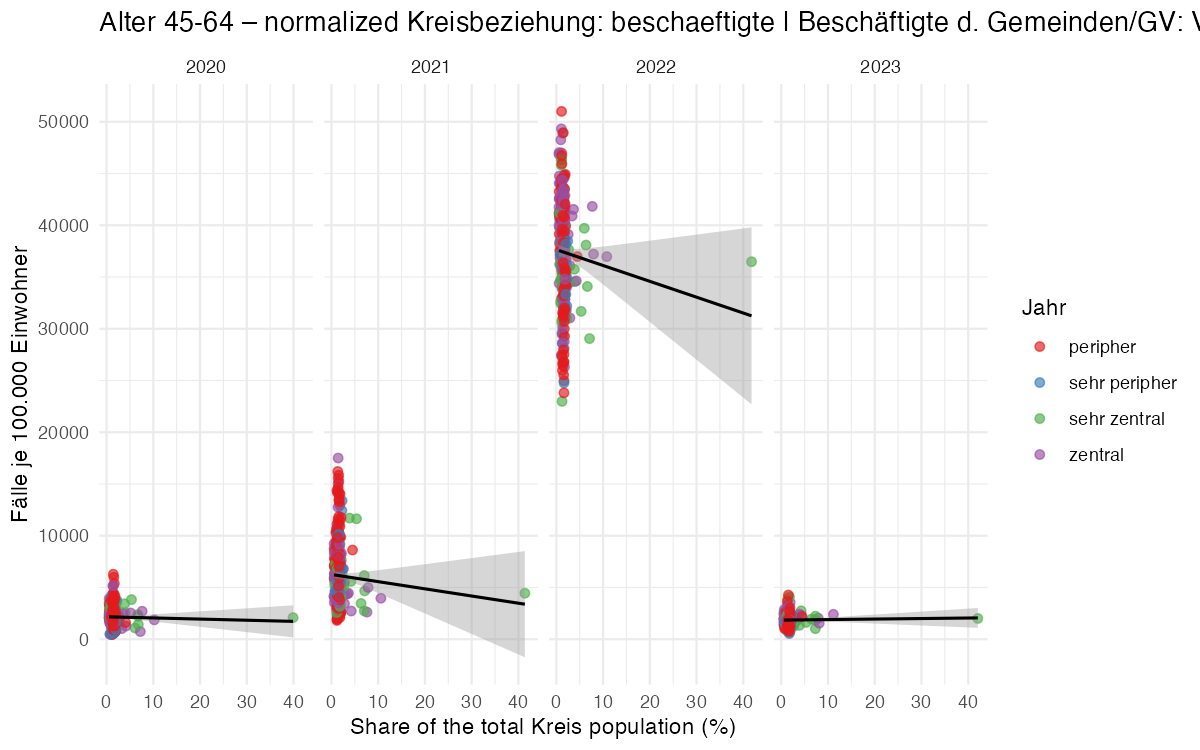 Alter 45-64 – normalized Kreisbeziehung: beschaeftigte | Beschäftigte d. Gemeinden/GV: V
2020 2021 2022 2023
50000
40000
30000
20000
10000
0
Fälle je 100.000 Einwohner
0 10 20 30 40 0 10 20 30 40 0 10 20 30 40 0 10 20 30 40
Share of the total Kreis population (%)
Jahr
peripher
sehr peripher
sehr zentral
zentral